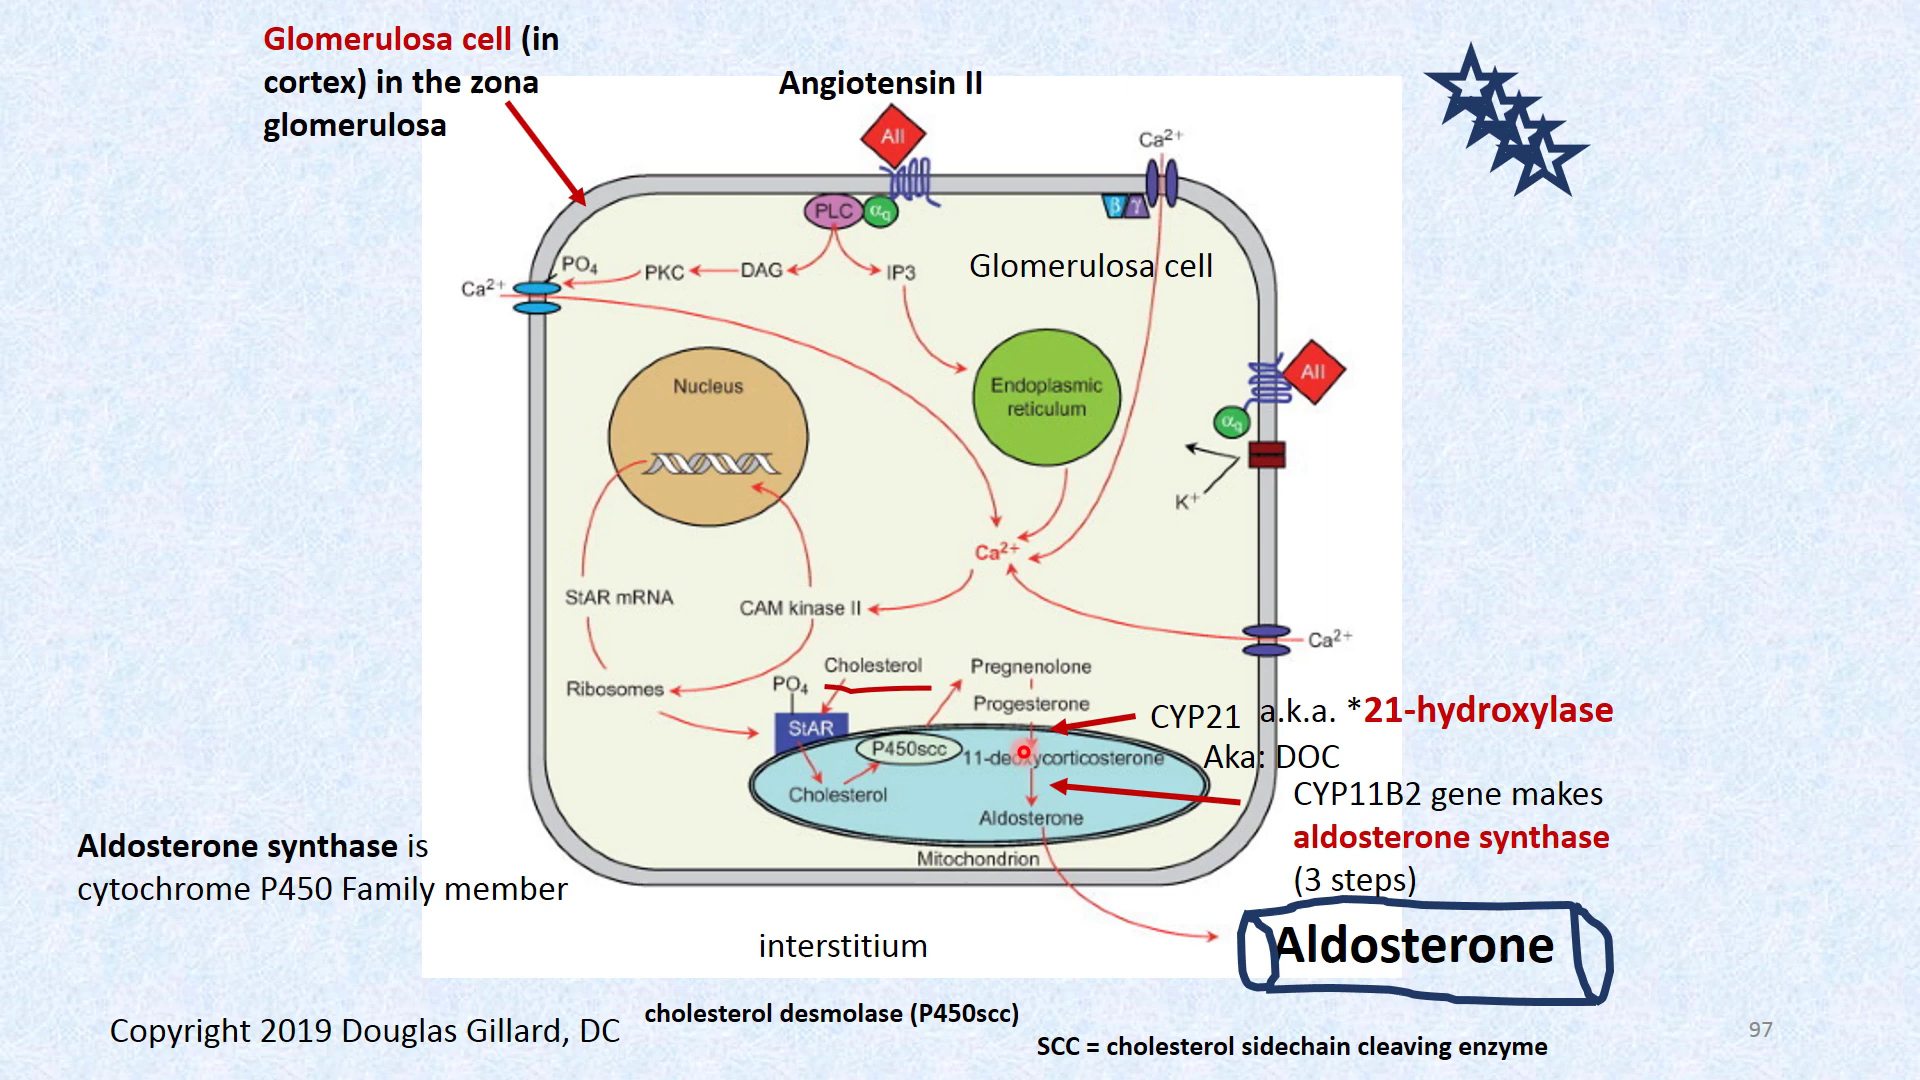 Glomerulosa cell (in
cortex) in the zona
glomerulosa
Angiotensin II
AII
Ca²⁺
PLC
αq
β γ
PO₄
PKC
DAG
IP3
Glomerulosa cell
Ca²⁺
Nucleus
Endoplasmic
reticulum
AII
αq
K⁺
Ca²⁺
StAR mRNA
CAM kinase II
Ca²⁺
Cholesterol
Pregnenolone
Ribosomes
PO₄
Progesterone
CYP21 a.k.a. *21-hydroxylase
StAR
P450scc
11-deoxycorticosterone
Aka: DOC
Cholesterol
Aldosterone
CYP11B2 gene makes
aldosterone synthase
(3 steps)
Mitochondrion
Aldosterone synthase is
cytochrome P450 Family member
interstitium
Aldosterone
cholesterol desmolase (P450scc)
Copyright 2019 Douglas Gillard, DC
SCC = cholesterol sidechain cleaving enzyme
97